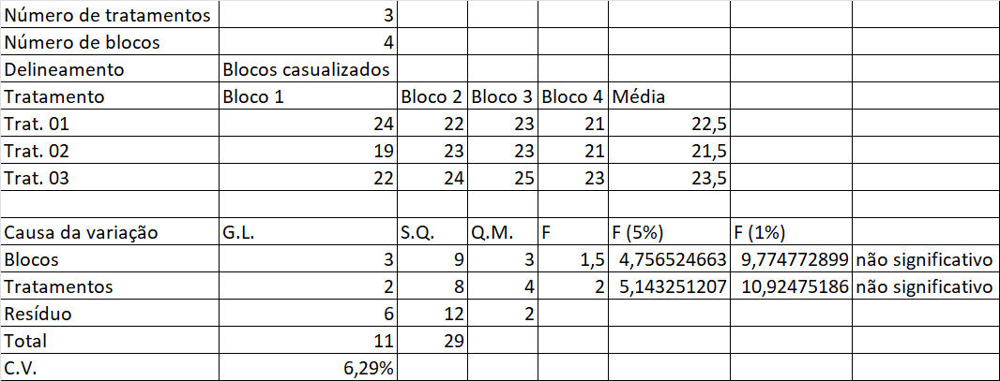 Número de tratamentos 3
Número de blocos 4
Delineamento Blocos casualizados
Tratamento Bloco 1 Bloco 2 Bloco 3 Bloco 4 Média
Trat. 01 24 22 23 21 22,5
Trat. 02 19 23 23 21 21,5
Trat. 03 22 24 25 23 23,5
Causa da variação G.L. S.Q. Q.M. F F (5%) F (1%)
Blocos 3 9 3 1,5 4,756524663 9,774772899 não significativo
Tratamentos 2 8 4 2 5,143251207 10,92475186 não significativo
Resíduo 6 12 2
Total 11 29
C.V. 6,29%